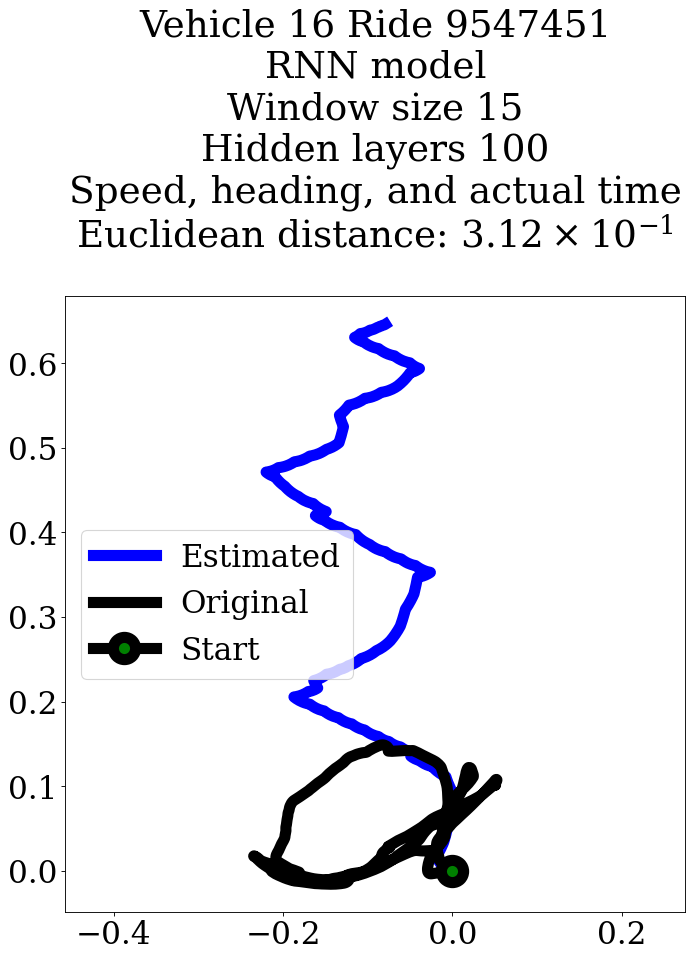 Vehicle 16 Ride 9547451
RNN model
Window size 15
Hidden layers 100
Speed, heading, and actual time
Euclidean distance: 3.12 × 10⁻¹
0.6
0.5
0.4
0.3
0.2
0.1
0.0
Estimated
Original
Start
−0.4
−0.2
0.0
0.2